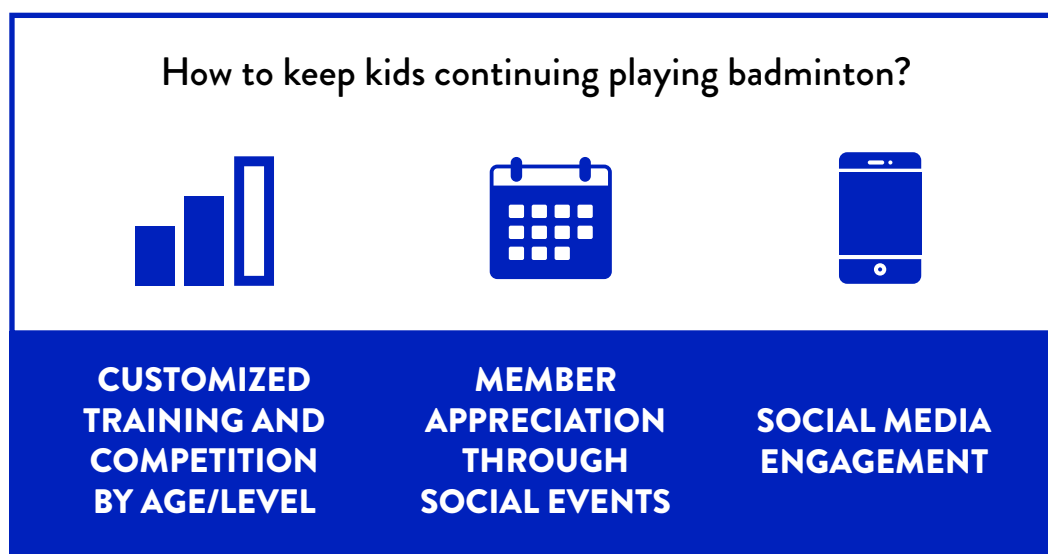 How to keep kids continuing playing badminton?
CUSTOMIZED
TRAINING AND
COMPETITION
BY AGE/LEVEL
MEMBER
APPRECIATION
THROUGH
SOCIAL EVENTS
SOCIAL MEDIA
ENGAGEMENT